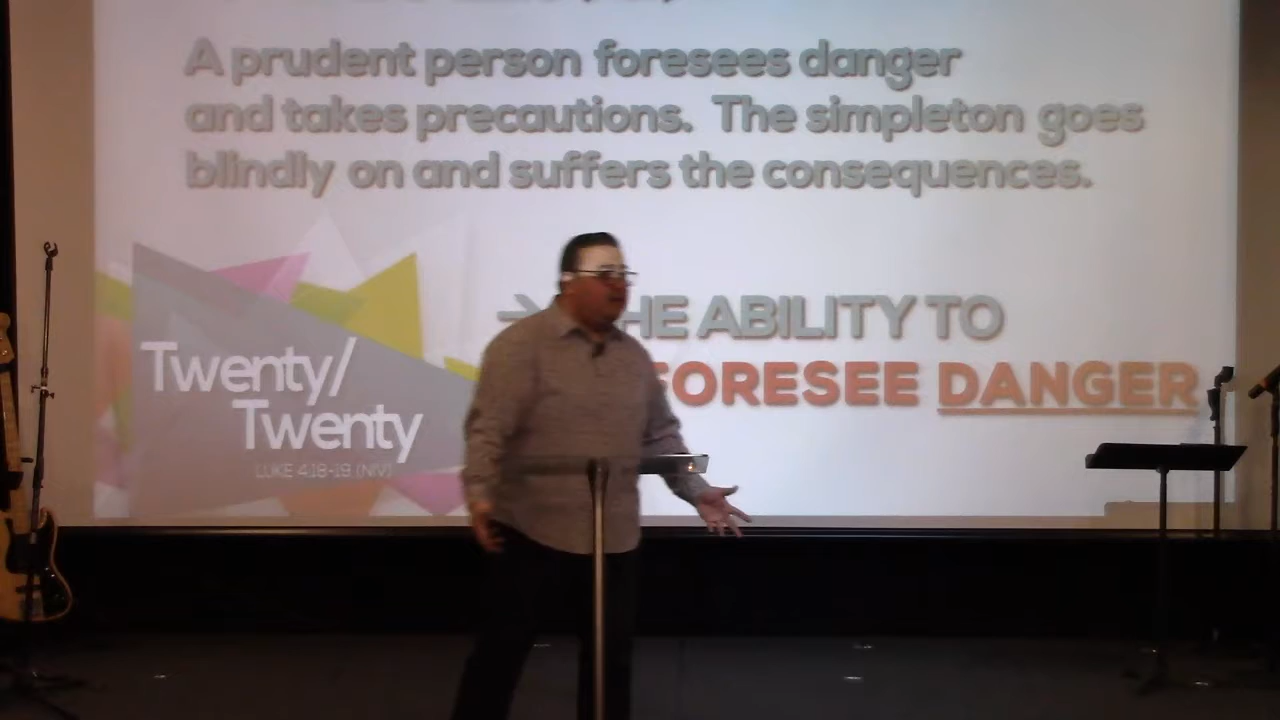 A prudent person foresees danger
and takes precautions. The simpleton goes
blindly on and suffers the consequences.
HE ABILITY TO
FORESEE DANGER
Twenty/
Twenty
LUKE 4:18-19 (NIV)